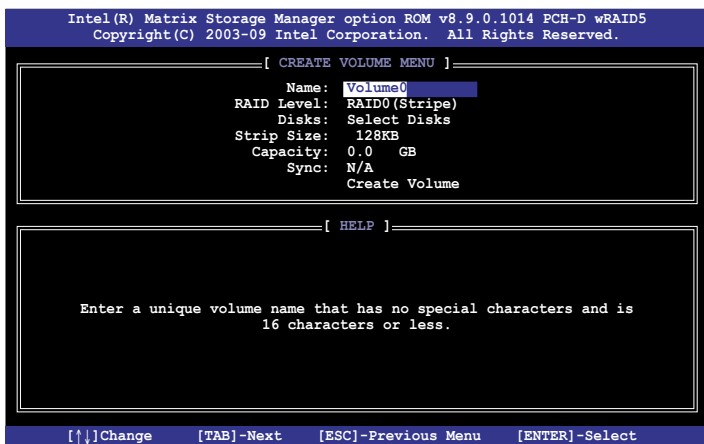 Intel(R) Matrix Storage Manager option ROM v8.9.0.1014 PCH-D wRAID5
Copyright(C) 2003-09 Intel Corporation. All Rights Reserved.
[ CREATE VOLUME MENU ]
Name: Volume0
RAID Level: RAID0(Stripe)
Disks: Select Disks
Strip Size: 128KB
Capacity: 0.0 GB
Sync: N/A
Create Volume
[ HELP ]
Enter a unique volume name that has no special characters and is
16 characters or less.
[↑↓]Change [TAB]-Next [ESC]-Previous Menu [ENTER]-Select